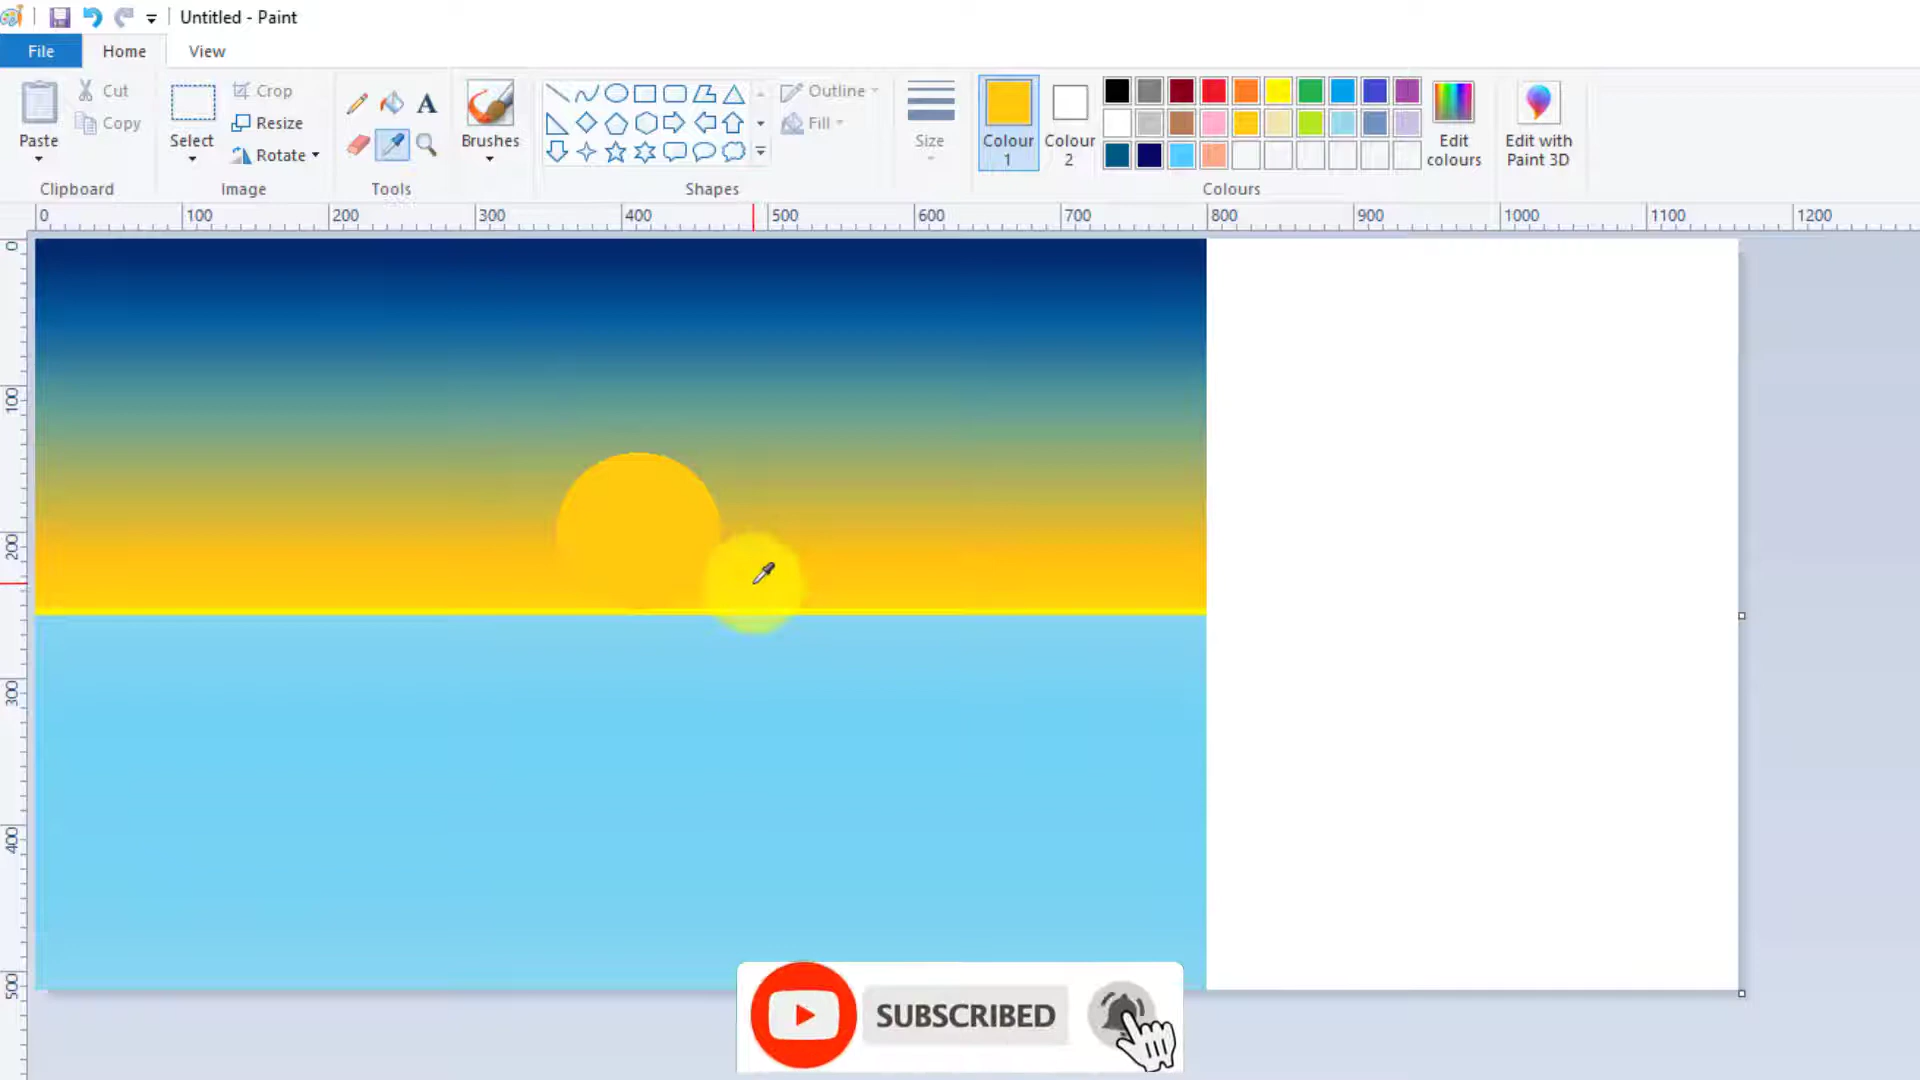 Untitled - Paint
File Home View
Paste Cut Copy Select Crop Resize Rotate A Brushes Outline Fill Size Colour 1 Colour 2 Edit colours Edit with Paint 3D
Clipboard Image Tools Shapes Colours
0 100 200 300 400 500 600 700 800 900 1000 1100 1200
0
100
200
300
400
500
SUBSCRIBED